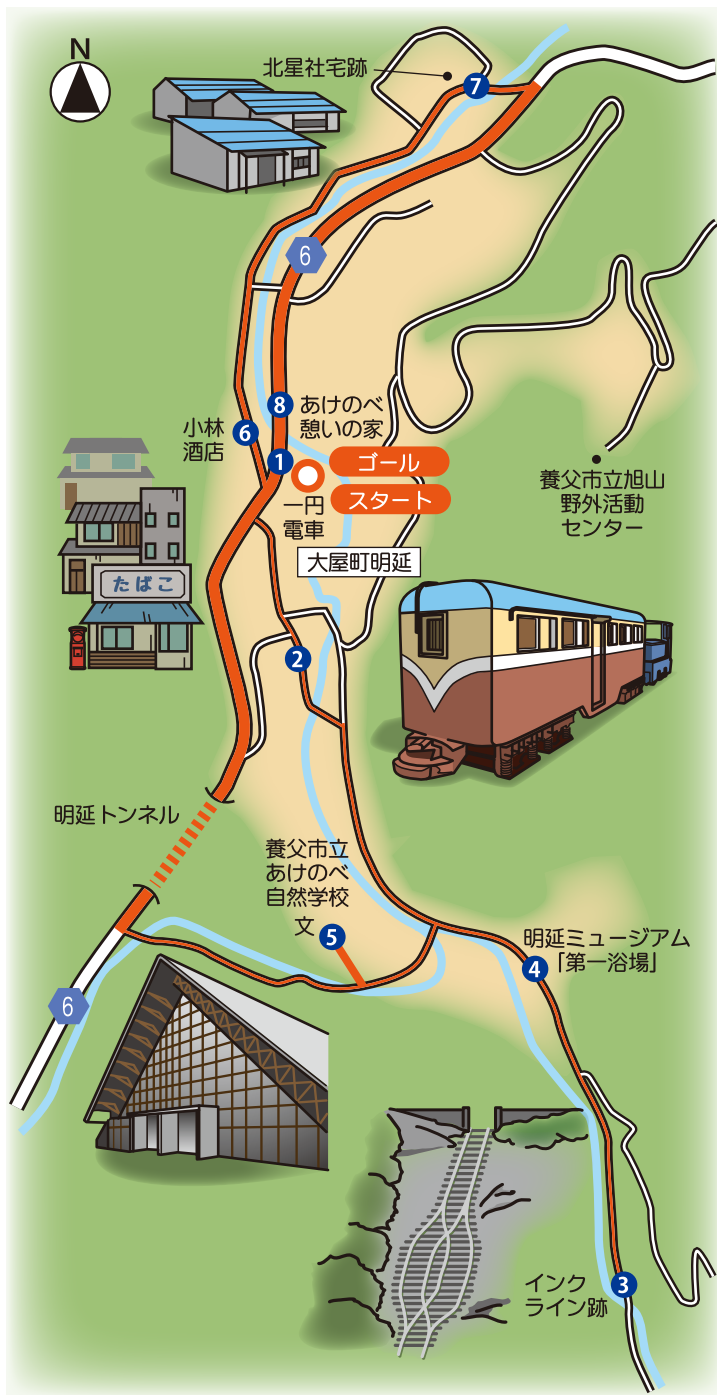 N
北星社宅跡
7
6
8
あけのべ
憩いの家
小林
酒店
6
1
ゴール
スタート
一円
電車
養父市立旭山
野外活動
センター
大屋町明延
たばこ
2
明延トンネル
養父市立
あけのべ
自然学校
文
5
明延ミュージアム
「第一浴場」
4
6
インク
ライン跡
3